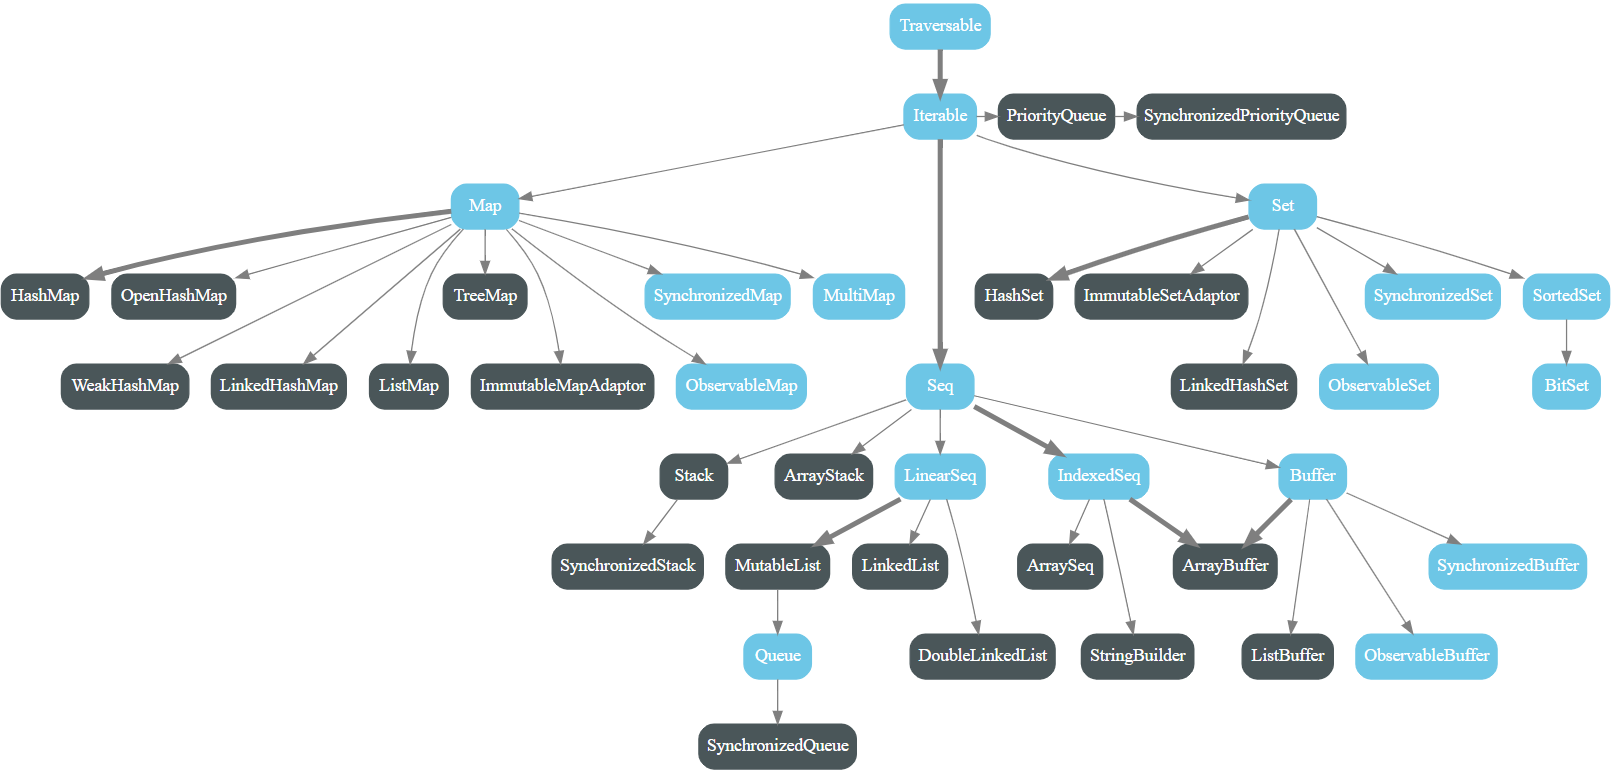 Traversable
Iterable
PriorityQueue
SynchronizedPriorityQueue
Map
Set
HashMap
OpenHashMap
TreeMap
SynchronizedMap
MultiMap
HashSet
ImmutableSetAdaptor
SynchronizedSet
SortedSet
WeakHashMap
LinkedHashMap
ListMap
ImmutableMapAdaptor
ObservableMap
Seq
LinkedHashSet
ObservableSet
BitSet
Stack
ArrayStack
LinearSeq
IndexedSeq
Buffer
SynchronizedStack
MutableList
LinkedList
ArraySeq
ArrayBuffer
SynchronizedBuffer
Queue
DoubleLinkedList
StringBuilder
ListBuffer
ObservableBuffer
SynchronizedQueue